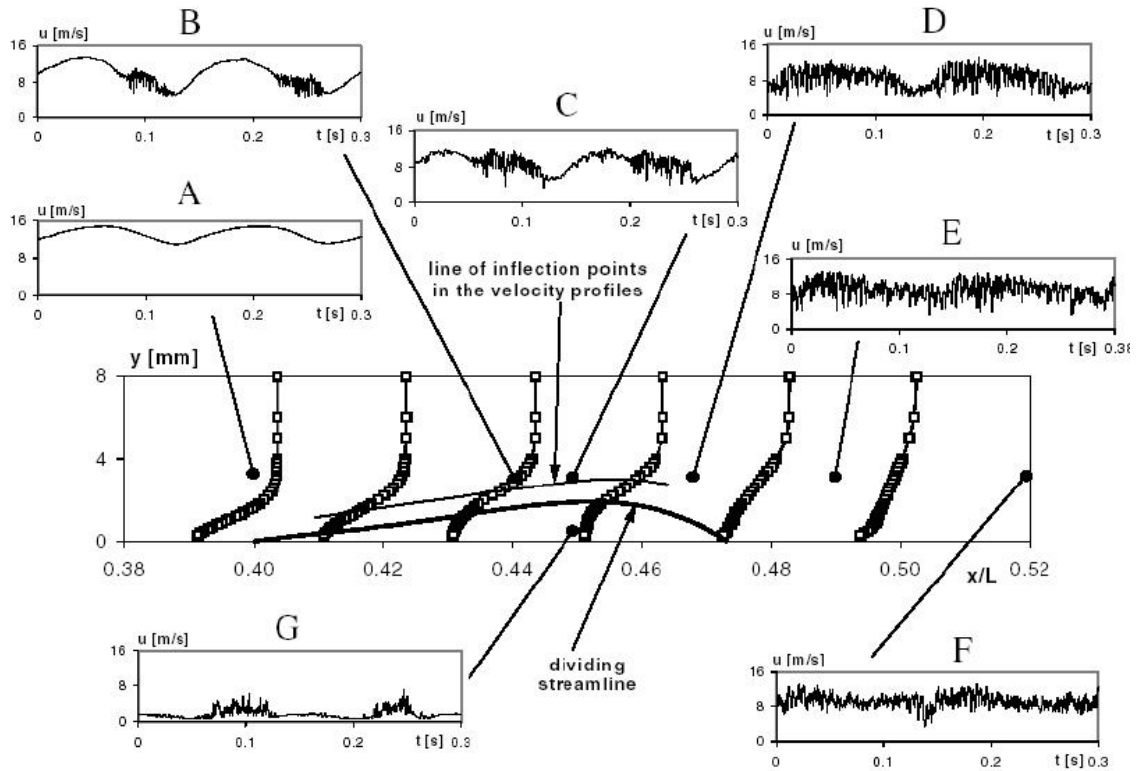 B
u [m/s]
16
8
0
0
0.1
0.2
t [s]
0.3
D
u [m/s]
16
8
0
0
0.1
0.2
t [s]
0.3
C
u [m/s]
16
8
0
0
0.1
0.2
t [s]
0.3
A
u [m/s]
16
8
0
0
0.1
0.2
t [s]
0.3
E
u [m/s]
16
8
0
0
0.1
0.2
t [s]
0.38
line of inflection points
in the velocity profiles
y [mm]
8
4
0
0.38
0.40
0.42
0.44
0.46
0.48
0.50
x/L
0.52
G
u [m/s]
16
8
0
0
0.1
0.2
t [s]
0.3
dividing
streamline
F
u [m/s]
16
8
0
0
0.1
0.2
t [s]
0.3